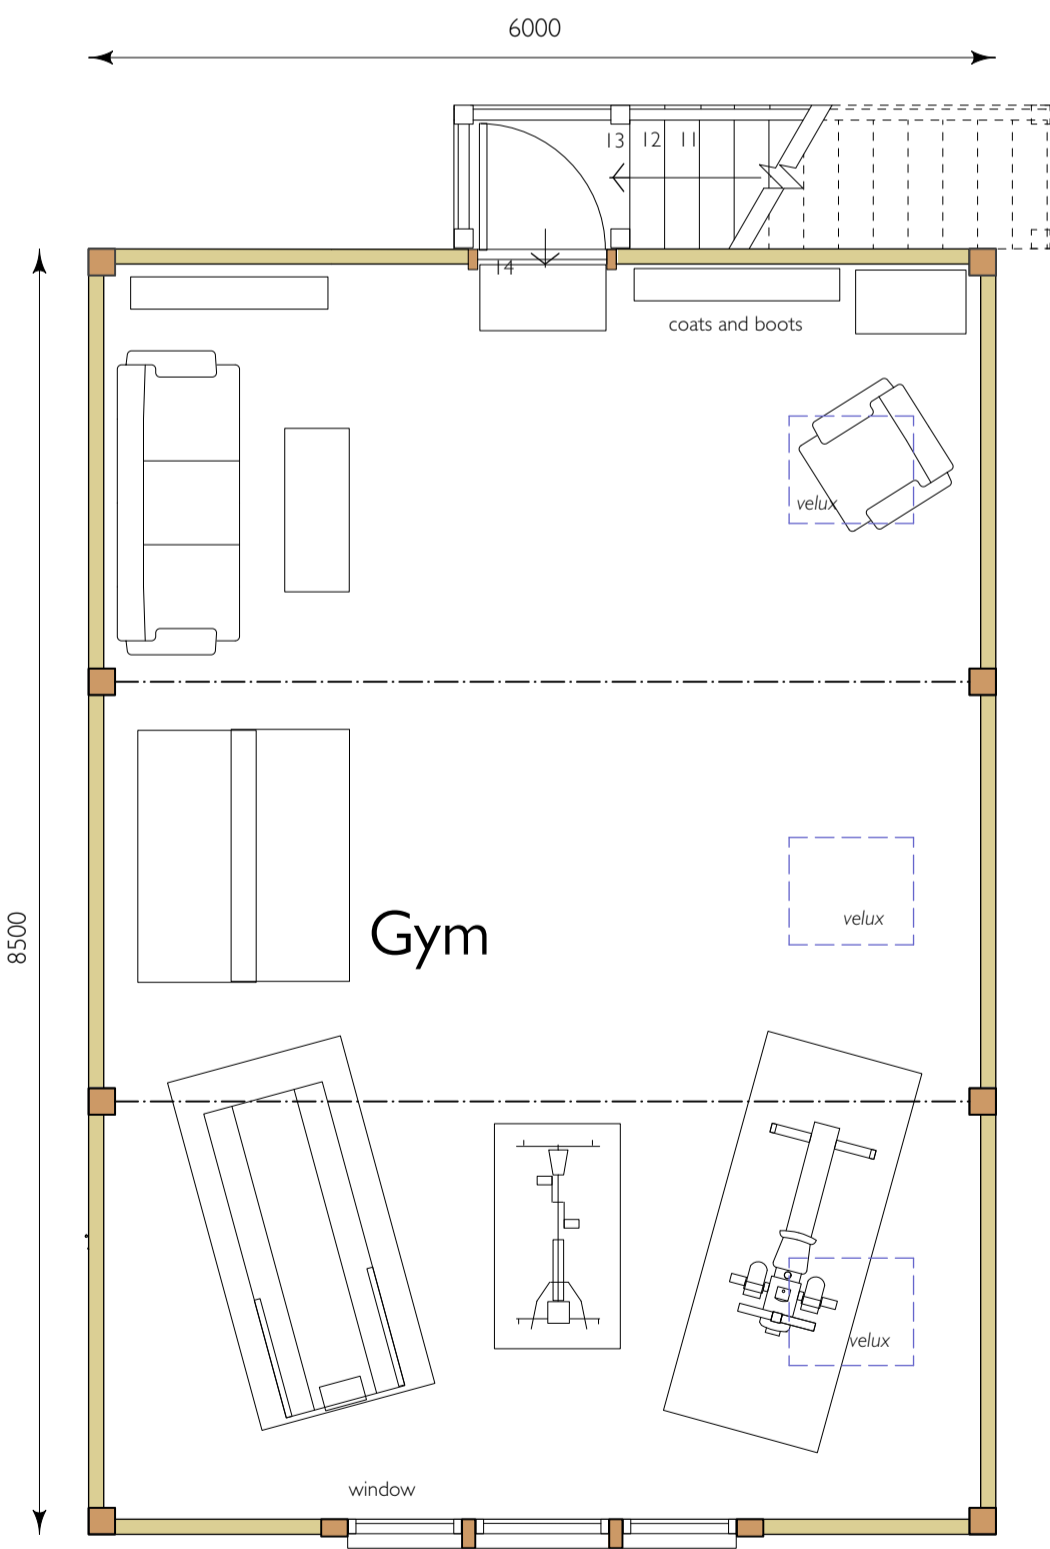 6000
13 12 11
14
coats and boots
velux
8500
Gym
velux
velux
window